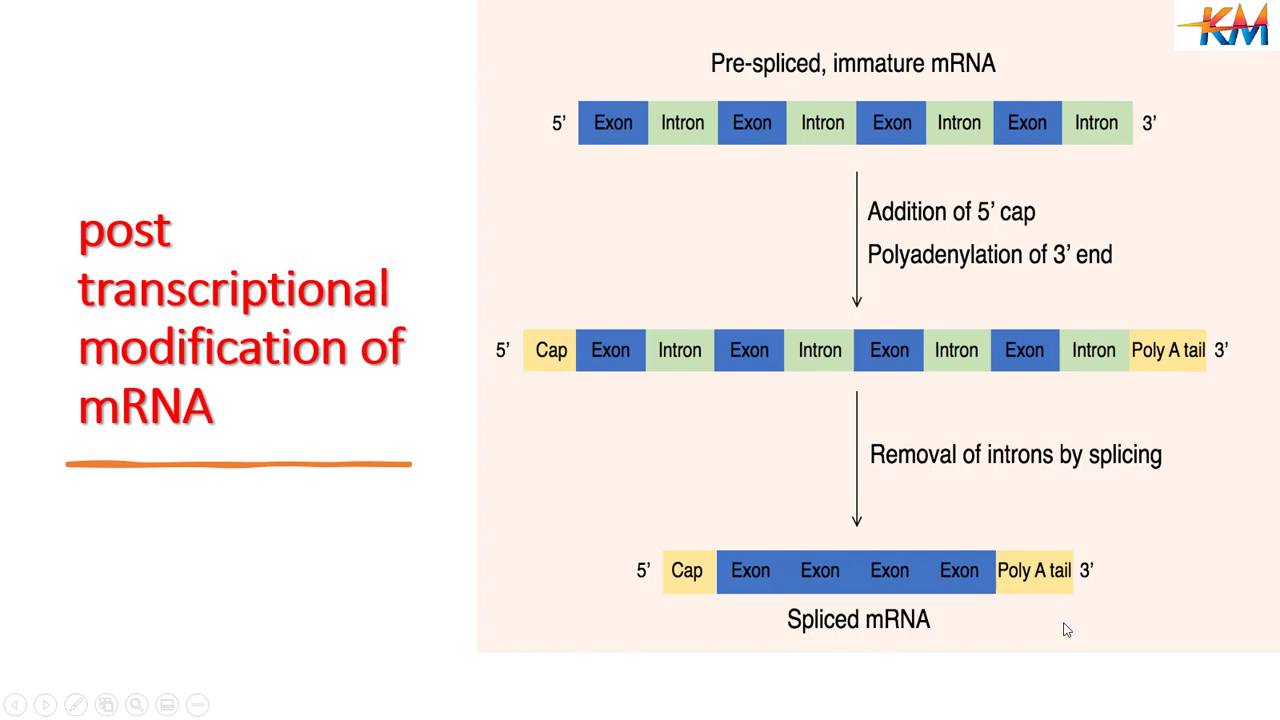 KM
post
transcriptional
modification of
mRNA
Pre-spliced, immature mRNA
5’ Exon Intron Exon Intron Exon Intron Exon Intron 3’
Addition of 5’ cap
Polyadenylation of 3’ end
5’ Cap Exon Intron Exon Intron Exon Intron Exon Intron Poly A tail 3’
Removal of introns by splicing
5’ Cap Exon Exon Exon Exon Poly A tail 3’
Spliced mRNA